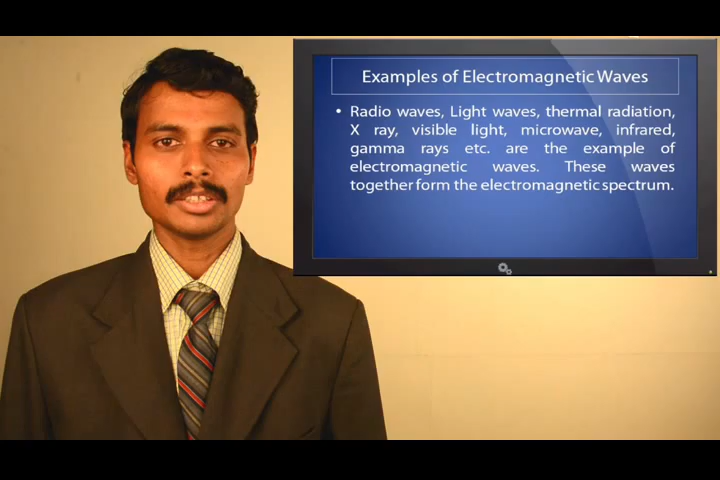 Examples of Electromagnetic Waves
• Radio waves, Light waves, thermal radiation,
X ray, visible light, microwave, infrared,
gamma rays etc. are the example of
electromagnetic waves. These waves
together form the electromagnetic spectrum.